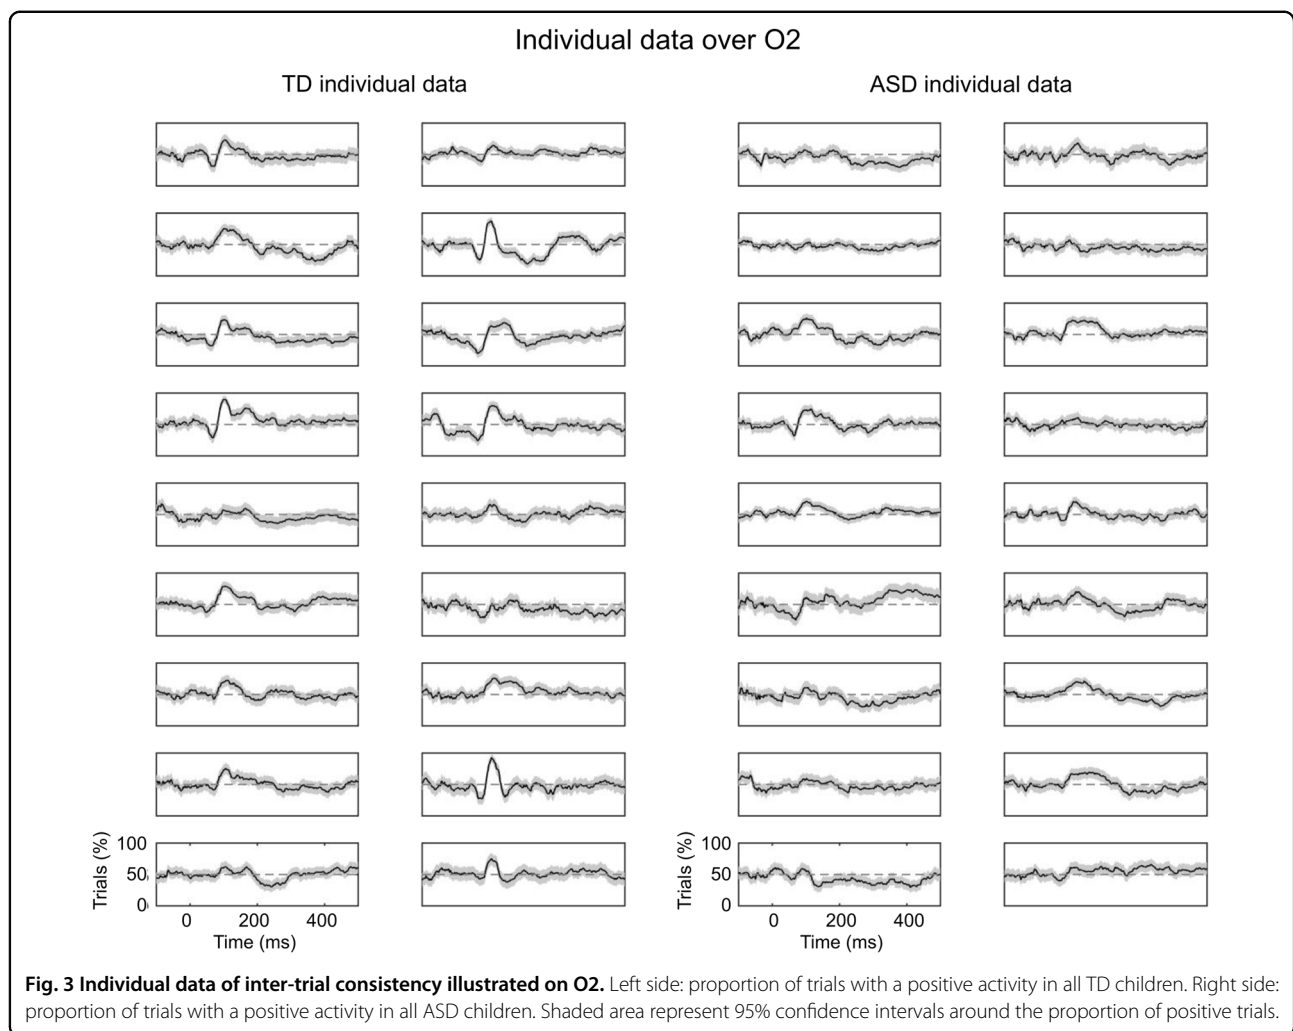 Individual data over O2
TD individual data
ASD individual data
Trials (%)
100
50
0
0 200 400
Time (ms)
Trials (%)
100
50
0
0 200 400
Time (ms)
Fig. 3 Individual data of inter-trial consistency illustrated on O2. Left side: proportion of trials with a positive activity in all TD children. Right side:
proportion of trials with a positive activity in all ASD children. Shaded area represent 95% confidence intervals around the proportion of positive trials.